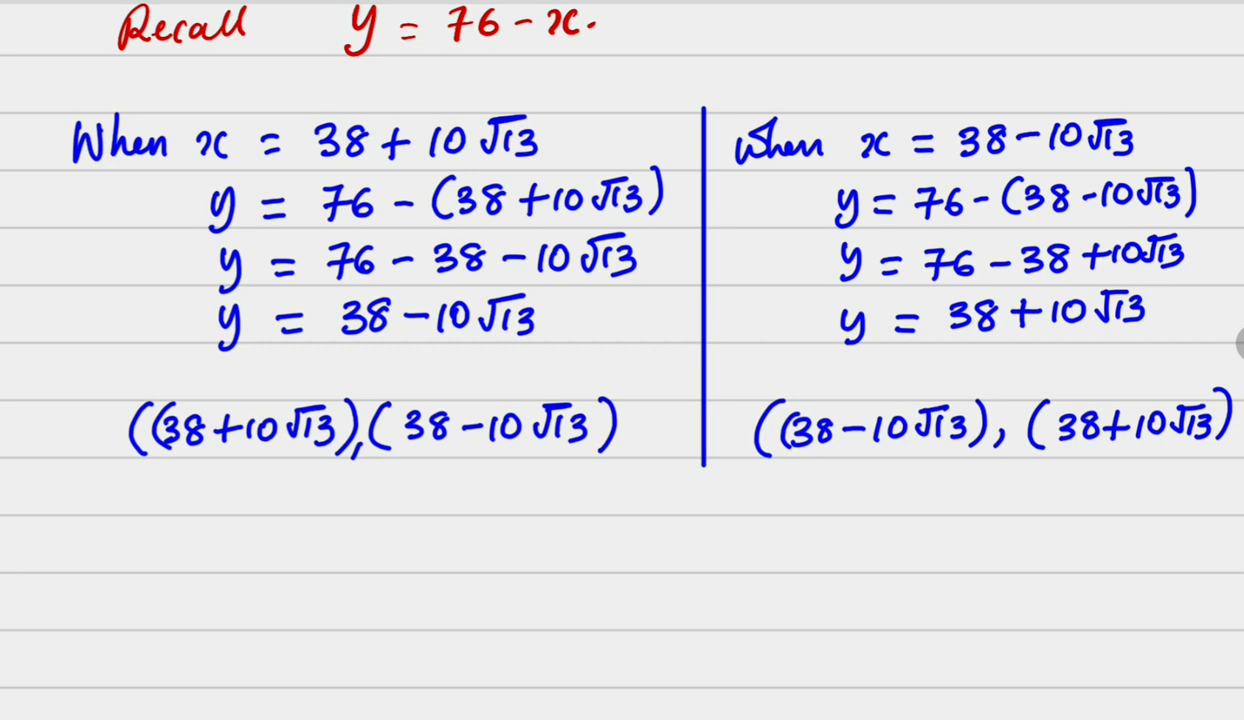 Recall y = 76 - x.
When x = 38 + 10√13
y = 76 - (38 + 10√13)
y = 76 - 38 - 10√13
y = 38 - 10√13
((38 + 10√13), (38 - 10√13)
When x = 38 - 10√13
y = 76 - (38 - 10√13)
y = 76 - 38 + 10√13
y = 38 + 10√13
((38 - 10√13), (38 + 10√13)